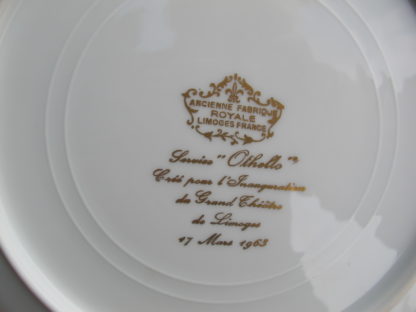 ANCIENNE FABRIQUE
ROYALE
LIMOGES FRANCE
Service "Othello"
Créé pour l'Inauguration
du Grand Théâtre
de Limoges
17 Mars 1963